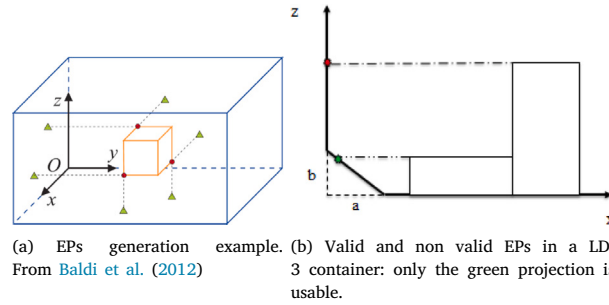 z
O
y
x
z
b
a
x
(a) EPs generation example.
From Baldi et al. (2012)
(b) Valid and non valid EPs in a LD
3 container: only the green projection i
usable.